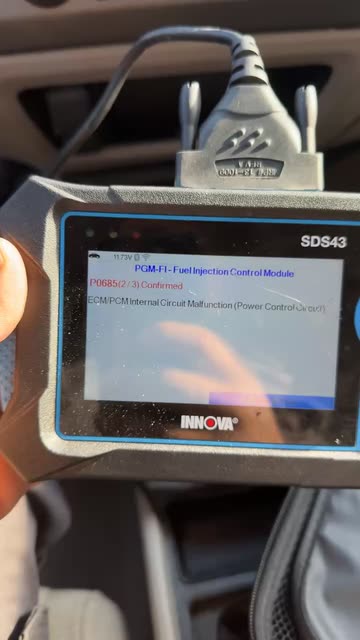 SDS43
11.73V
PGM-FI - Fuel Injection Control Module
P0685(2/3) Confirmed
ECM/PCM Internal Circuit Malfunction (Power Control Circuit)
INNOVA®